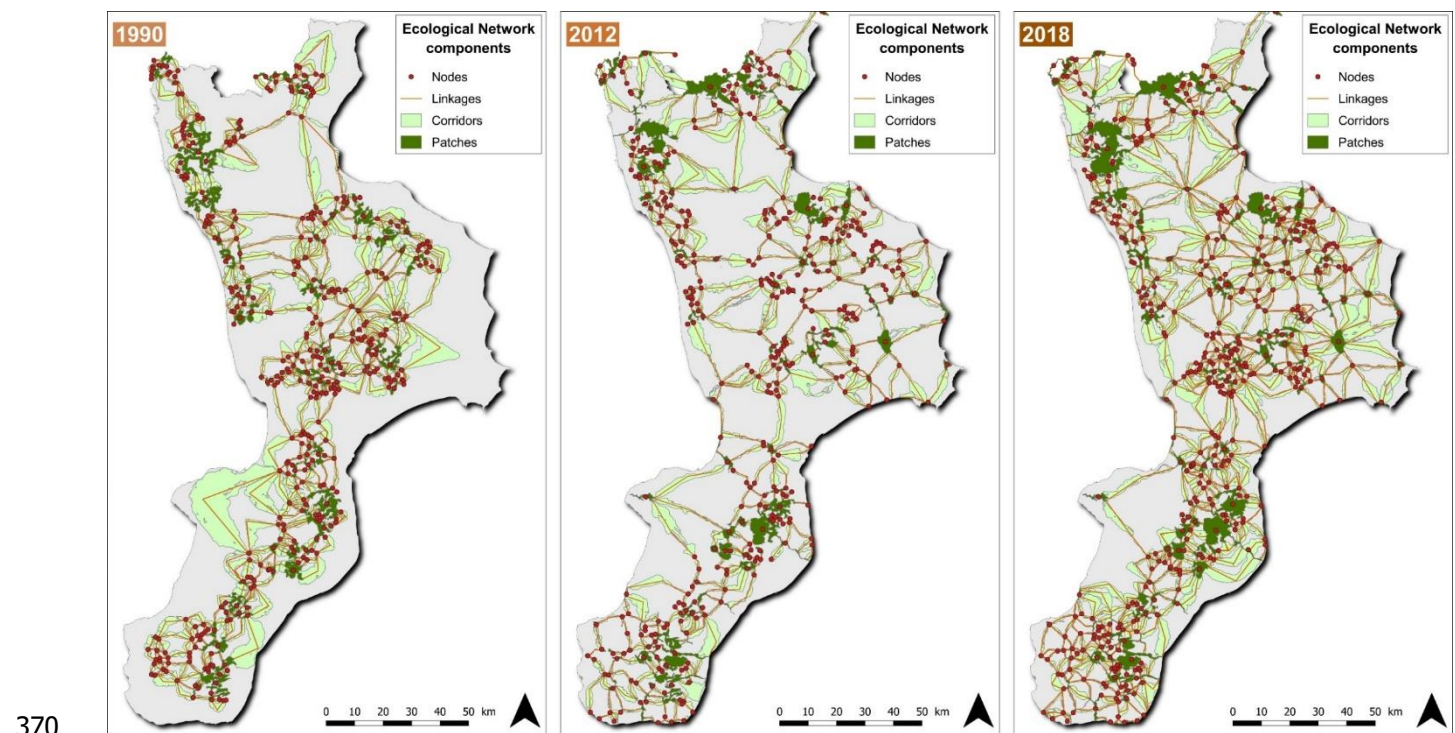 1990
Ecological Network
components
Nodes
Linkages
Corridors
Patches
0 10 20 30 40 50 km
2012
Ecological Network
components
Nodes
Linkages
Corridors
Patches
0 10 20 30 40 50 km
2018
Ecological Network
components
Nodes
Linkages
Corridors
Patches
0 10 20 30 40 50 km
370